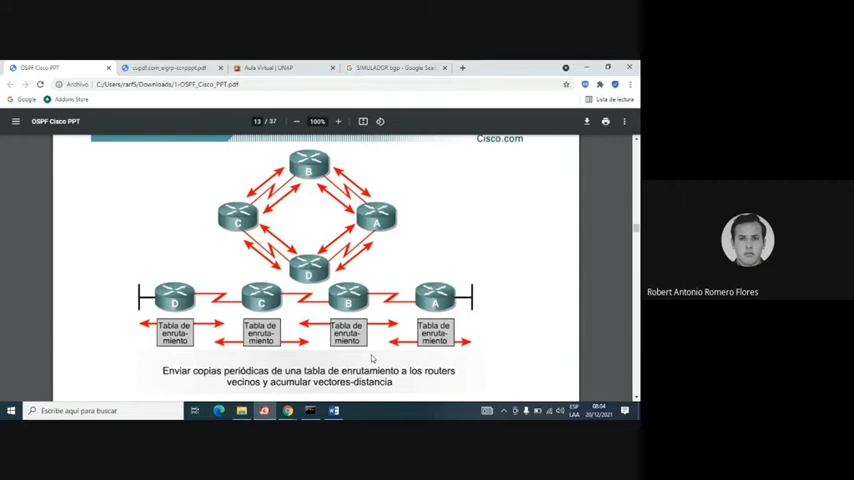 OSPF Cisco PPT
cupdf.com_eigrp-ccnpppt.pdf
Aula Virtual | UNAP
SIMULADOR bgp - Google Sear
Archivo
C:/Users/rarf5/Downloads/1-OSPF_Cisco_PPT.pdf
Google
Addons Store
Lista de lectura
OSPF Cisco PPT
13 / 37
100%
Cisco.com
B
C
A
D
D
C
B
A
Tabla de
enruta-
miento
Tabla de
enruta-
miento
Tabla de
enruta-
miento
Tabla de
enruta-
miento
Enviar copias periódicas de una tabla de enrutamiento a los routers
vecinos y acumular vectores-distancia
Escribe aquí para buscar
ESP
08:04
20/12/2021
Robert Antonio Romero Flores